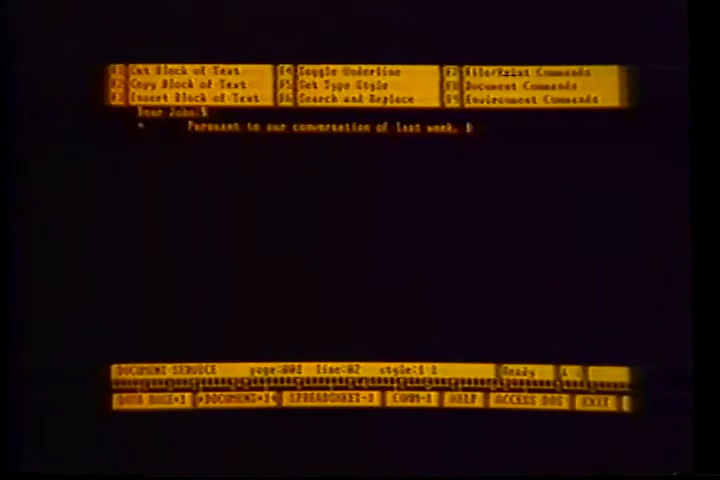 F1 Cut Block of Text F4 Toggle Underline F7 File/Print Commands
F2 Copy Block of Text F5 Set Type Style F8 Document Commands
F3 Insert Block of Text F6 Search and Replace F9 Environment Commands
Dear John,
Pursuant to our conversation of last week,
DOCUMENT SERVICE page:001 line:02 style:1 1 Ready
DATA BASE-1 DOCUMENT-1 SPREADSHEET-3 COMM-1 HELP ACCESS DOS EXIT